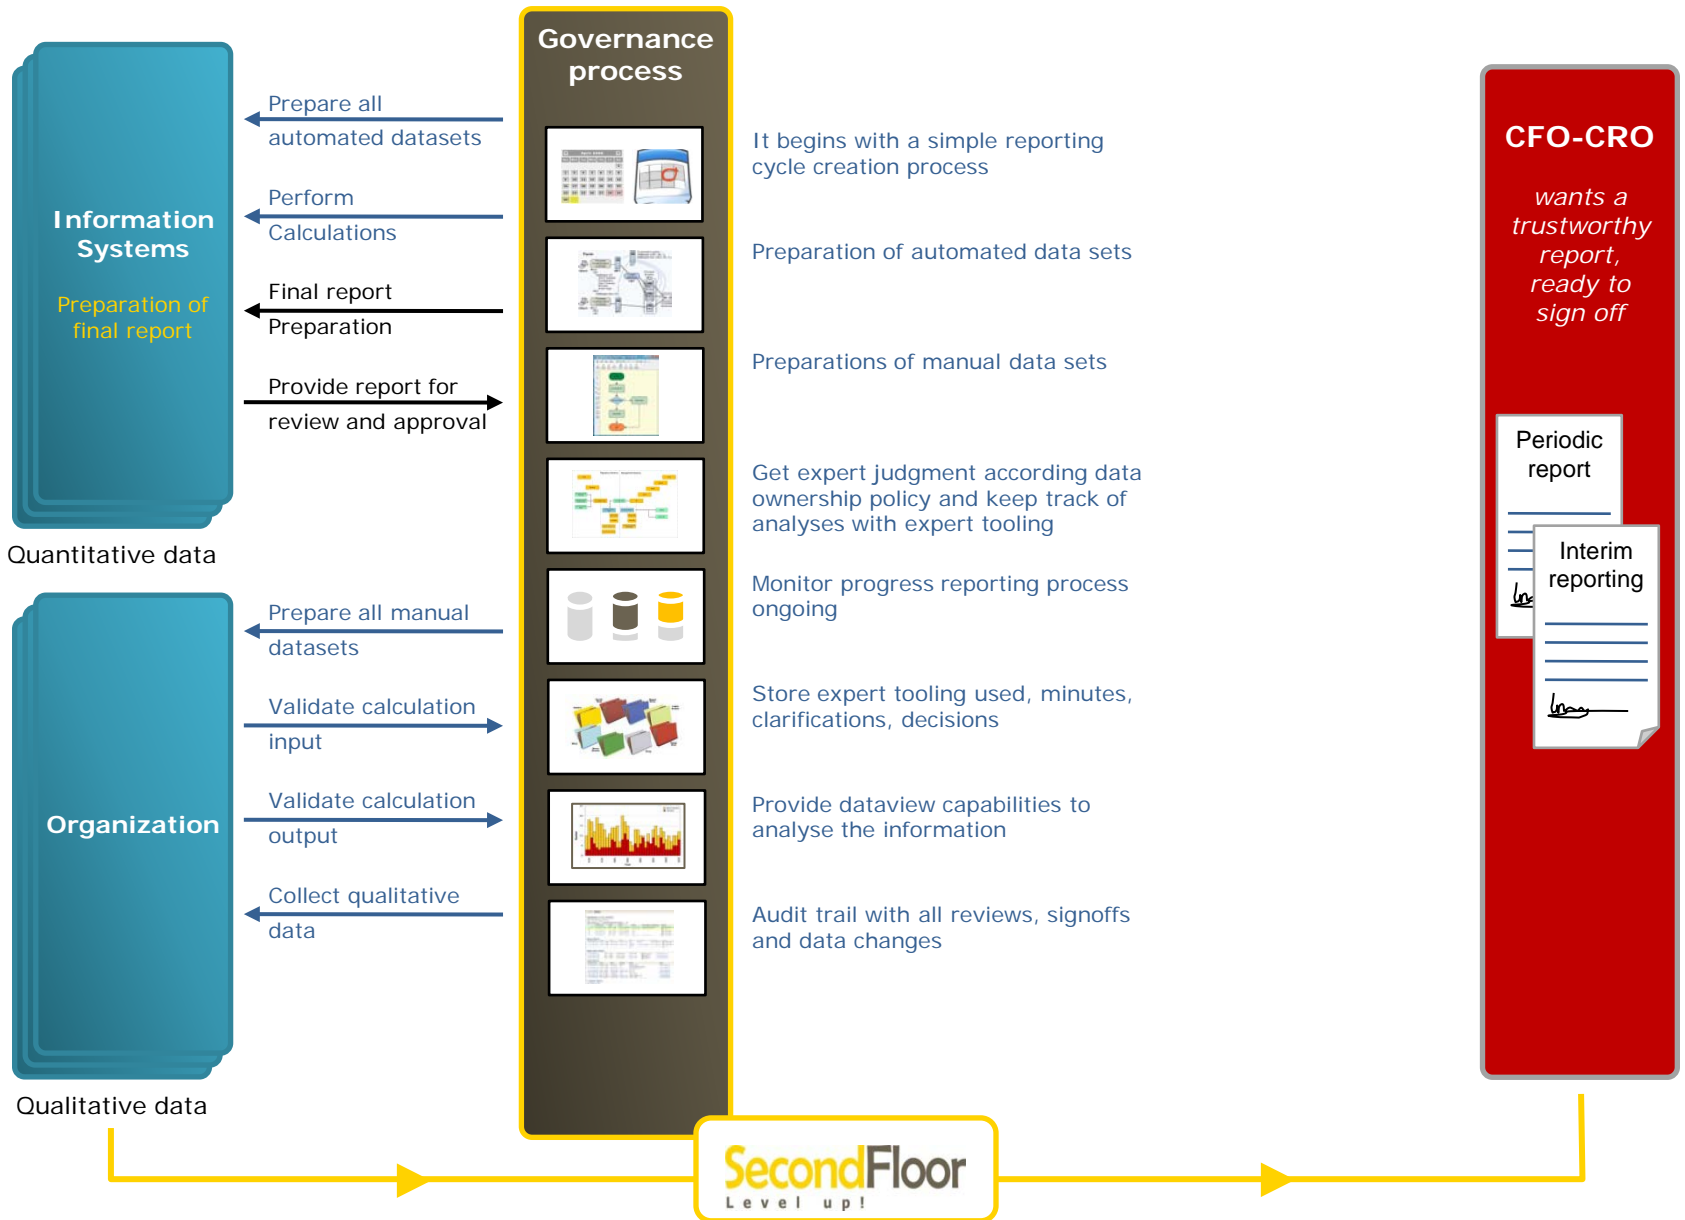 Information
Systems
Preparation of
final report
Quantitative data
Organization
Qualitative data
Prepare all
automated datasets
Perform
Calculations
Final report
Preparation
Provide report for
review and approval
Prepare all manual
datasets
Validate calculation
input
Validate calculation
output
Collect qualitative
data
Governance
process
It begins with a simple reporting
cycle creation process
Preparation of automated data sets
Preparations of manual data sets
Get expert judgment according data
ownership policy and keep track of
analyses with expert tooling
Monitor progress reporting process
ongoing
Store expert tooling used, minutes,
clarifications, decisions
Provide dataview capabilities to
analyse the information
Audit trail with all reviews, signoffs
and data changes
CFO-CRO
wants a
trustworthy
report,
ready to
sign off
Periodic
report
Interim
reporting
SecondFloor
Level up!